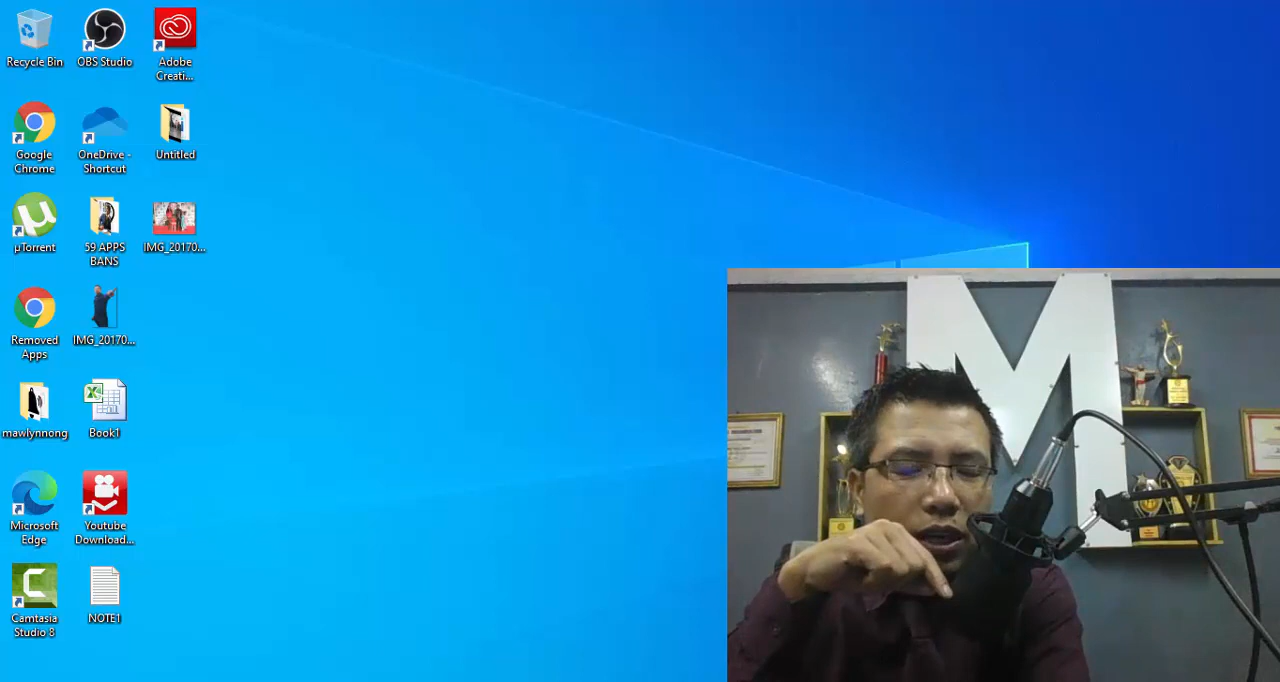 Recycle Bin
OBS Studio
Adobe
Creati...
Google
Chrome
OneDrive -
Shortcut
Untitled
µTorrent
59 APPS
BANS
IMG_20170...
Removed
Apps
IMG_20170...
mawlynnong
Book1
Microsoft
Edge
Youtube
Download...
Camtasia
Studio 8
NOTE1
M